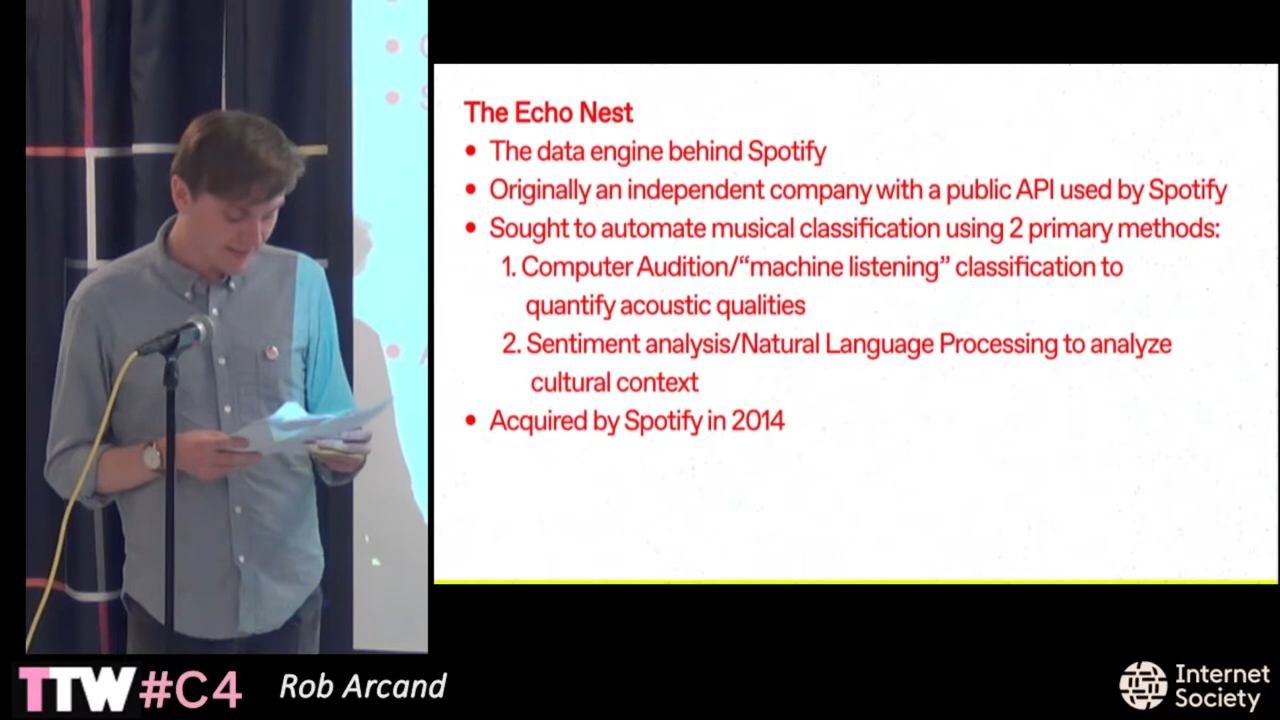 The Echo Nest
• The data engine behind Spotify
• Originally an independent company with a public API used by Spotify
• Sought to automate musical classification using 2 primary methods:
1. Computer Audition/“machine listening” classification to
quantify acoustic qualities
2. Sentiment analysis/Natural Language Processing to analyze
cultural context
• Acquired by Spotify in 2014
TTW#C4 Rob Arcand
Internet
Society